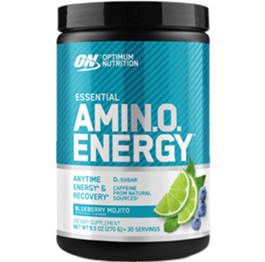 ON OPTIMUM
NUTRITION
ESSENTIAL
AMIN.O.
ENERGY
ANYTIME
ENERGY & 
RECOVERY
0g SUGAR
CAFFEINE
FROM NATURAL
SOURCES
BLUEBERRY MOJITO
DIETARY SUPPLEMENT
NET WT 9.5 OZ (270 G) • 30 SERVINGS